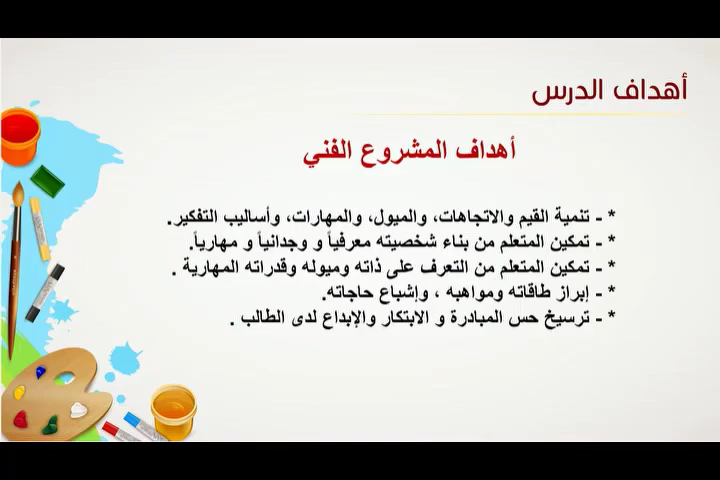 أهداف الدرس
أهداف المشروع الفني
* - تنمية القيم والاتجاهات، والميول، والمهارات، وأساليب التفكير.
* - تمكين المتعلم من بناء شخصيته معرفياً و وجدانياً و مهارياً.
* - تمكين المتعلم من التعرف على ذاته وميوله وقدراته المهارية .
* - إبراز طاقاته ومواهبه ، وإشباع حاجاته.
* - ترسيخ حس المبادرة و الابتكار والإبداع لدى الطالب .